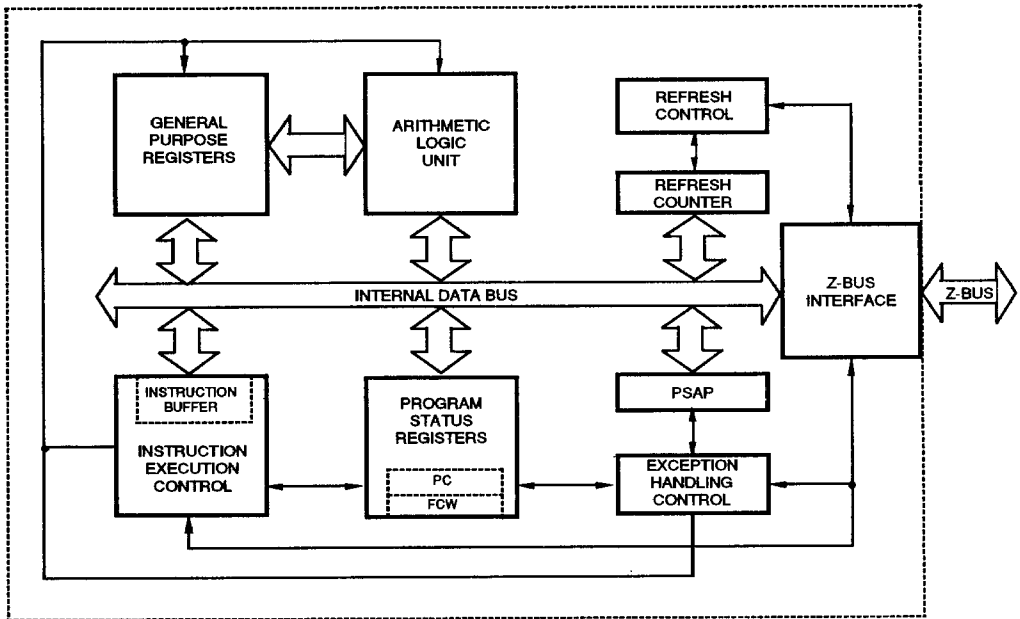 GENERAL
PURPOSE
REGISTERS
ARITHMETIC
LOGIC
UNIT
REFRESH
CONTROL
REFRESH
COUNTER
INTERNAL DATA BUS
Z-BUS
INTERFACE
Z-BUS
INSTRUCTION
BUFFER
INSTRUCTION
EXECUTION
CONTROL
PROGRAM
STATUS
REGISTERS
PC
FCW
PSAP
EXCEPTION
HANDLING
CONTROL